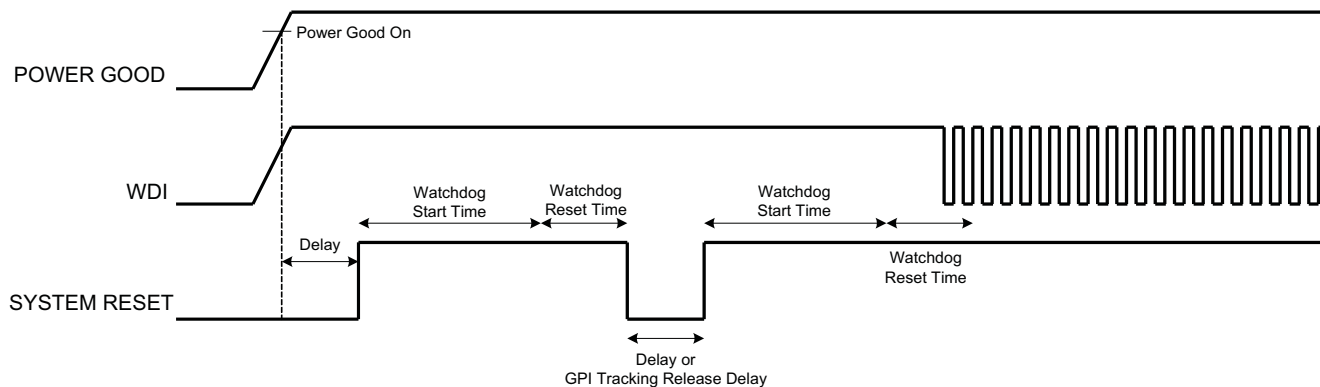 Power Good On
POWER GOOD
WDI
Watchdog
Start Time
Watchdog
Reset Time
Watchdog
Start Time
Delay
Watchdog
Reset Time
SYSTEM RESET
Delay or
GPI Tracking Release Delay